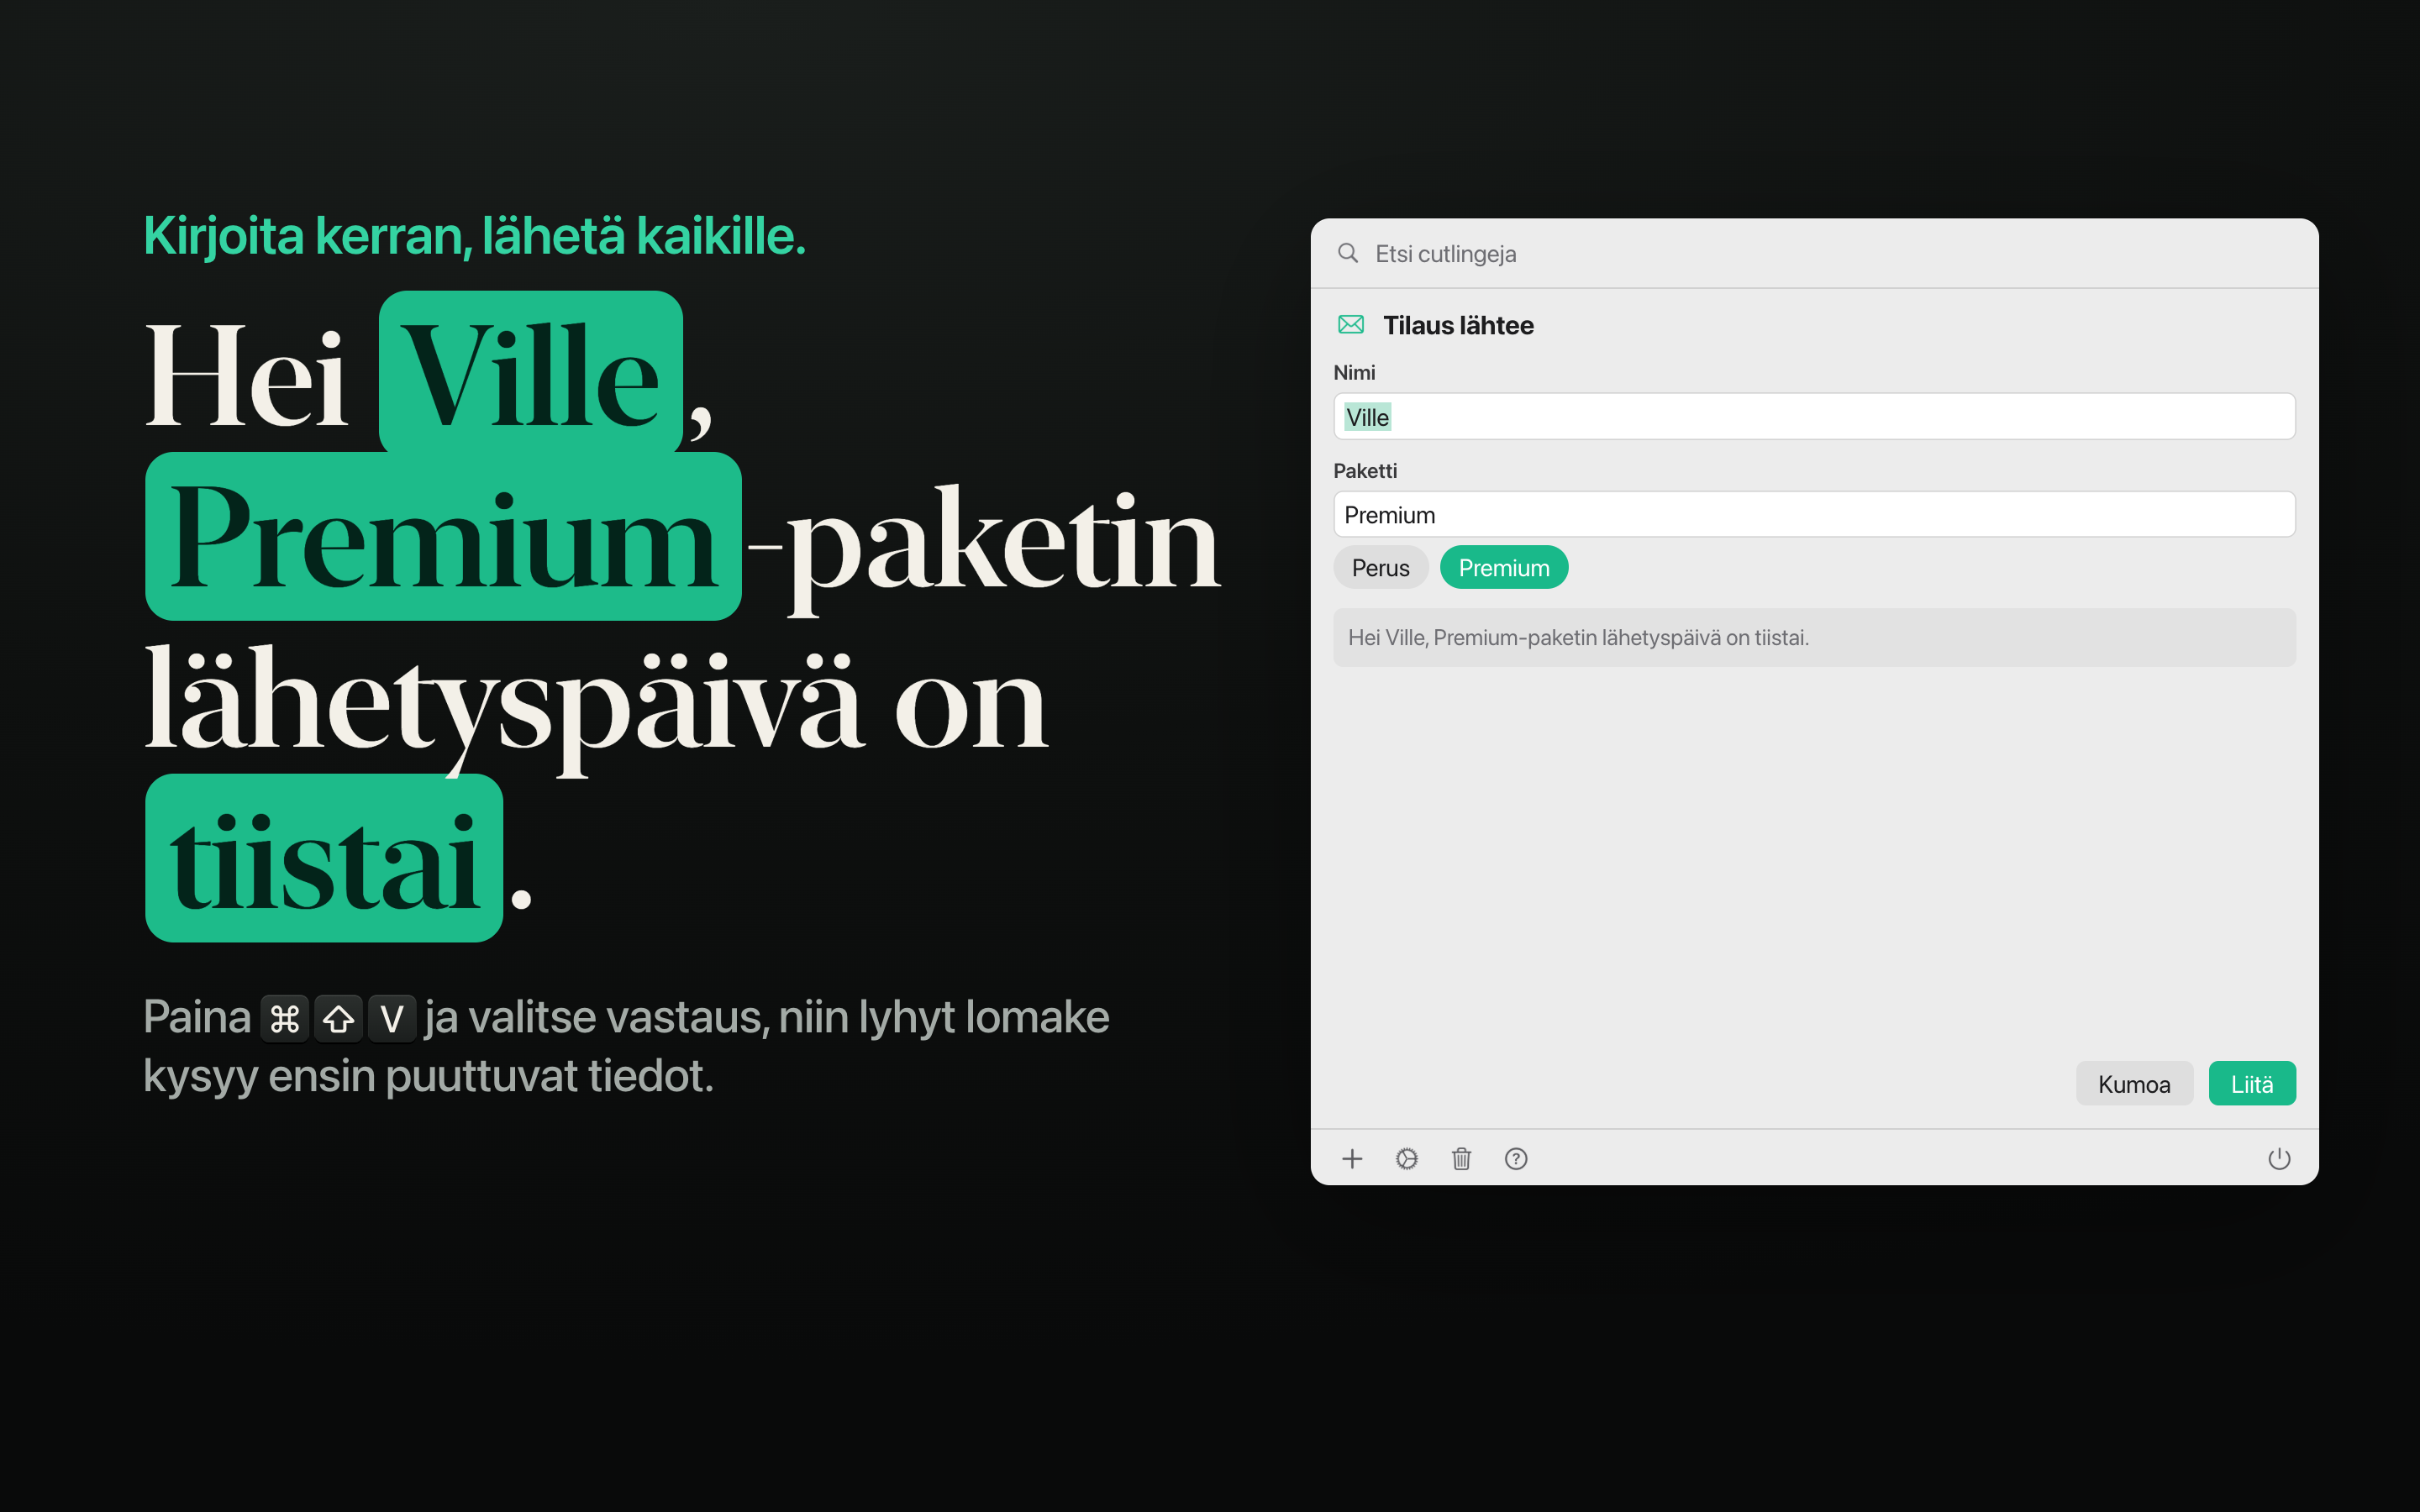 Kirjoita kerran, lähetä kaikille.
Hei Ville,
Premium-paketin
lähetyspäivä on
tiistai.
Paina ⌘ ⇧ V ja valitse vastaus, niin lyhyt lomake
kysyy ensin puuttuvat tiedot.
Etsi cutlingeja
Tilaus lähtee
Nimi
Ville
Paketti
Premium
Perus Premium
Hei Ville, Premium-paketin lähetyspäivä on tiistai.
Kumoa Liitä